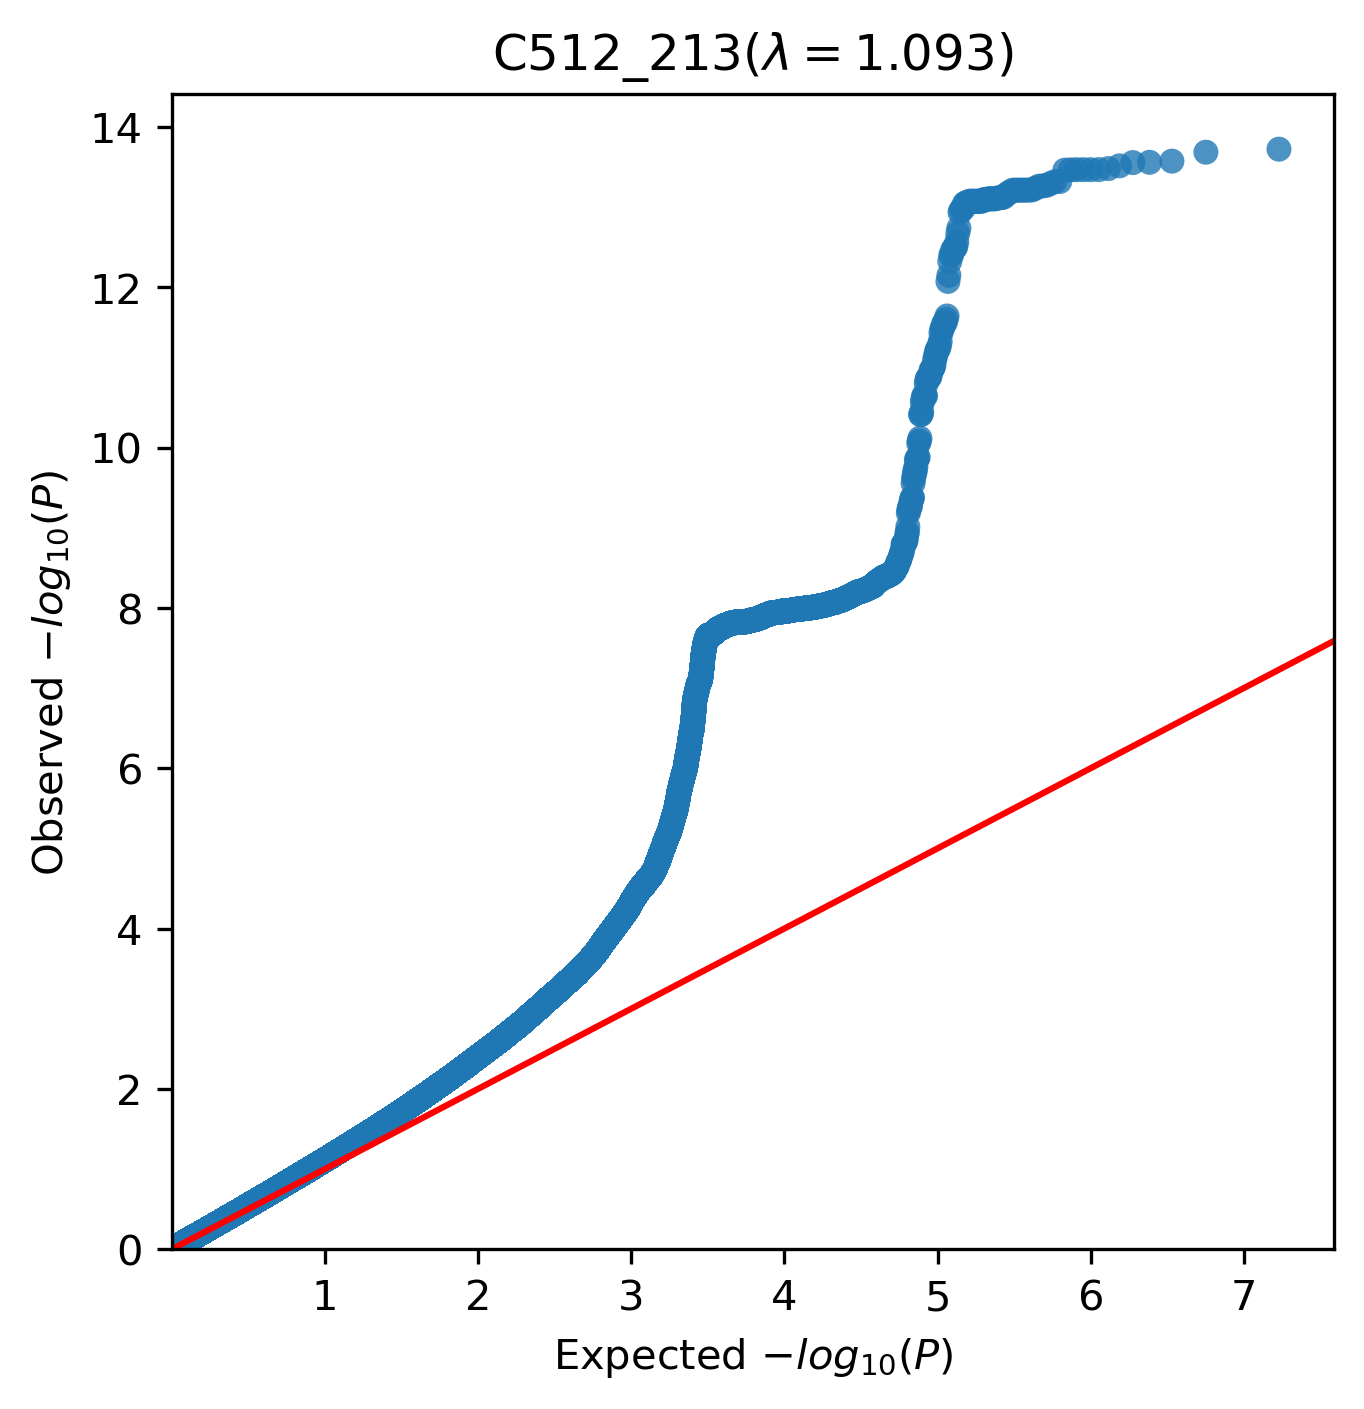 C512_213(λ = 1.093)
14
12
10
8
6
4
2
0
Observed −log10(P)
1 2 3 4 5 6 7
Expected −log10(P)